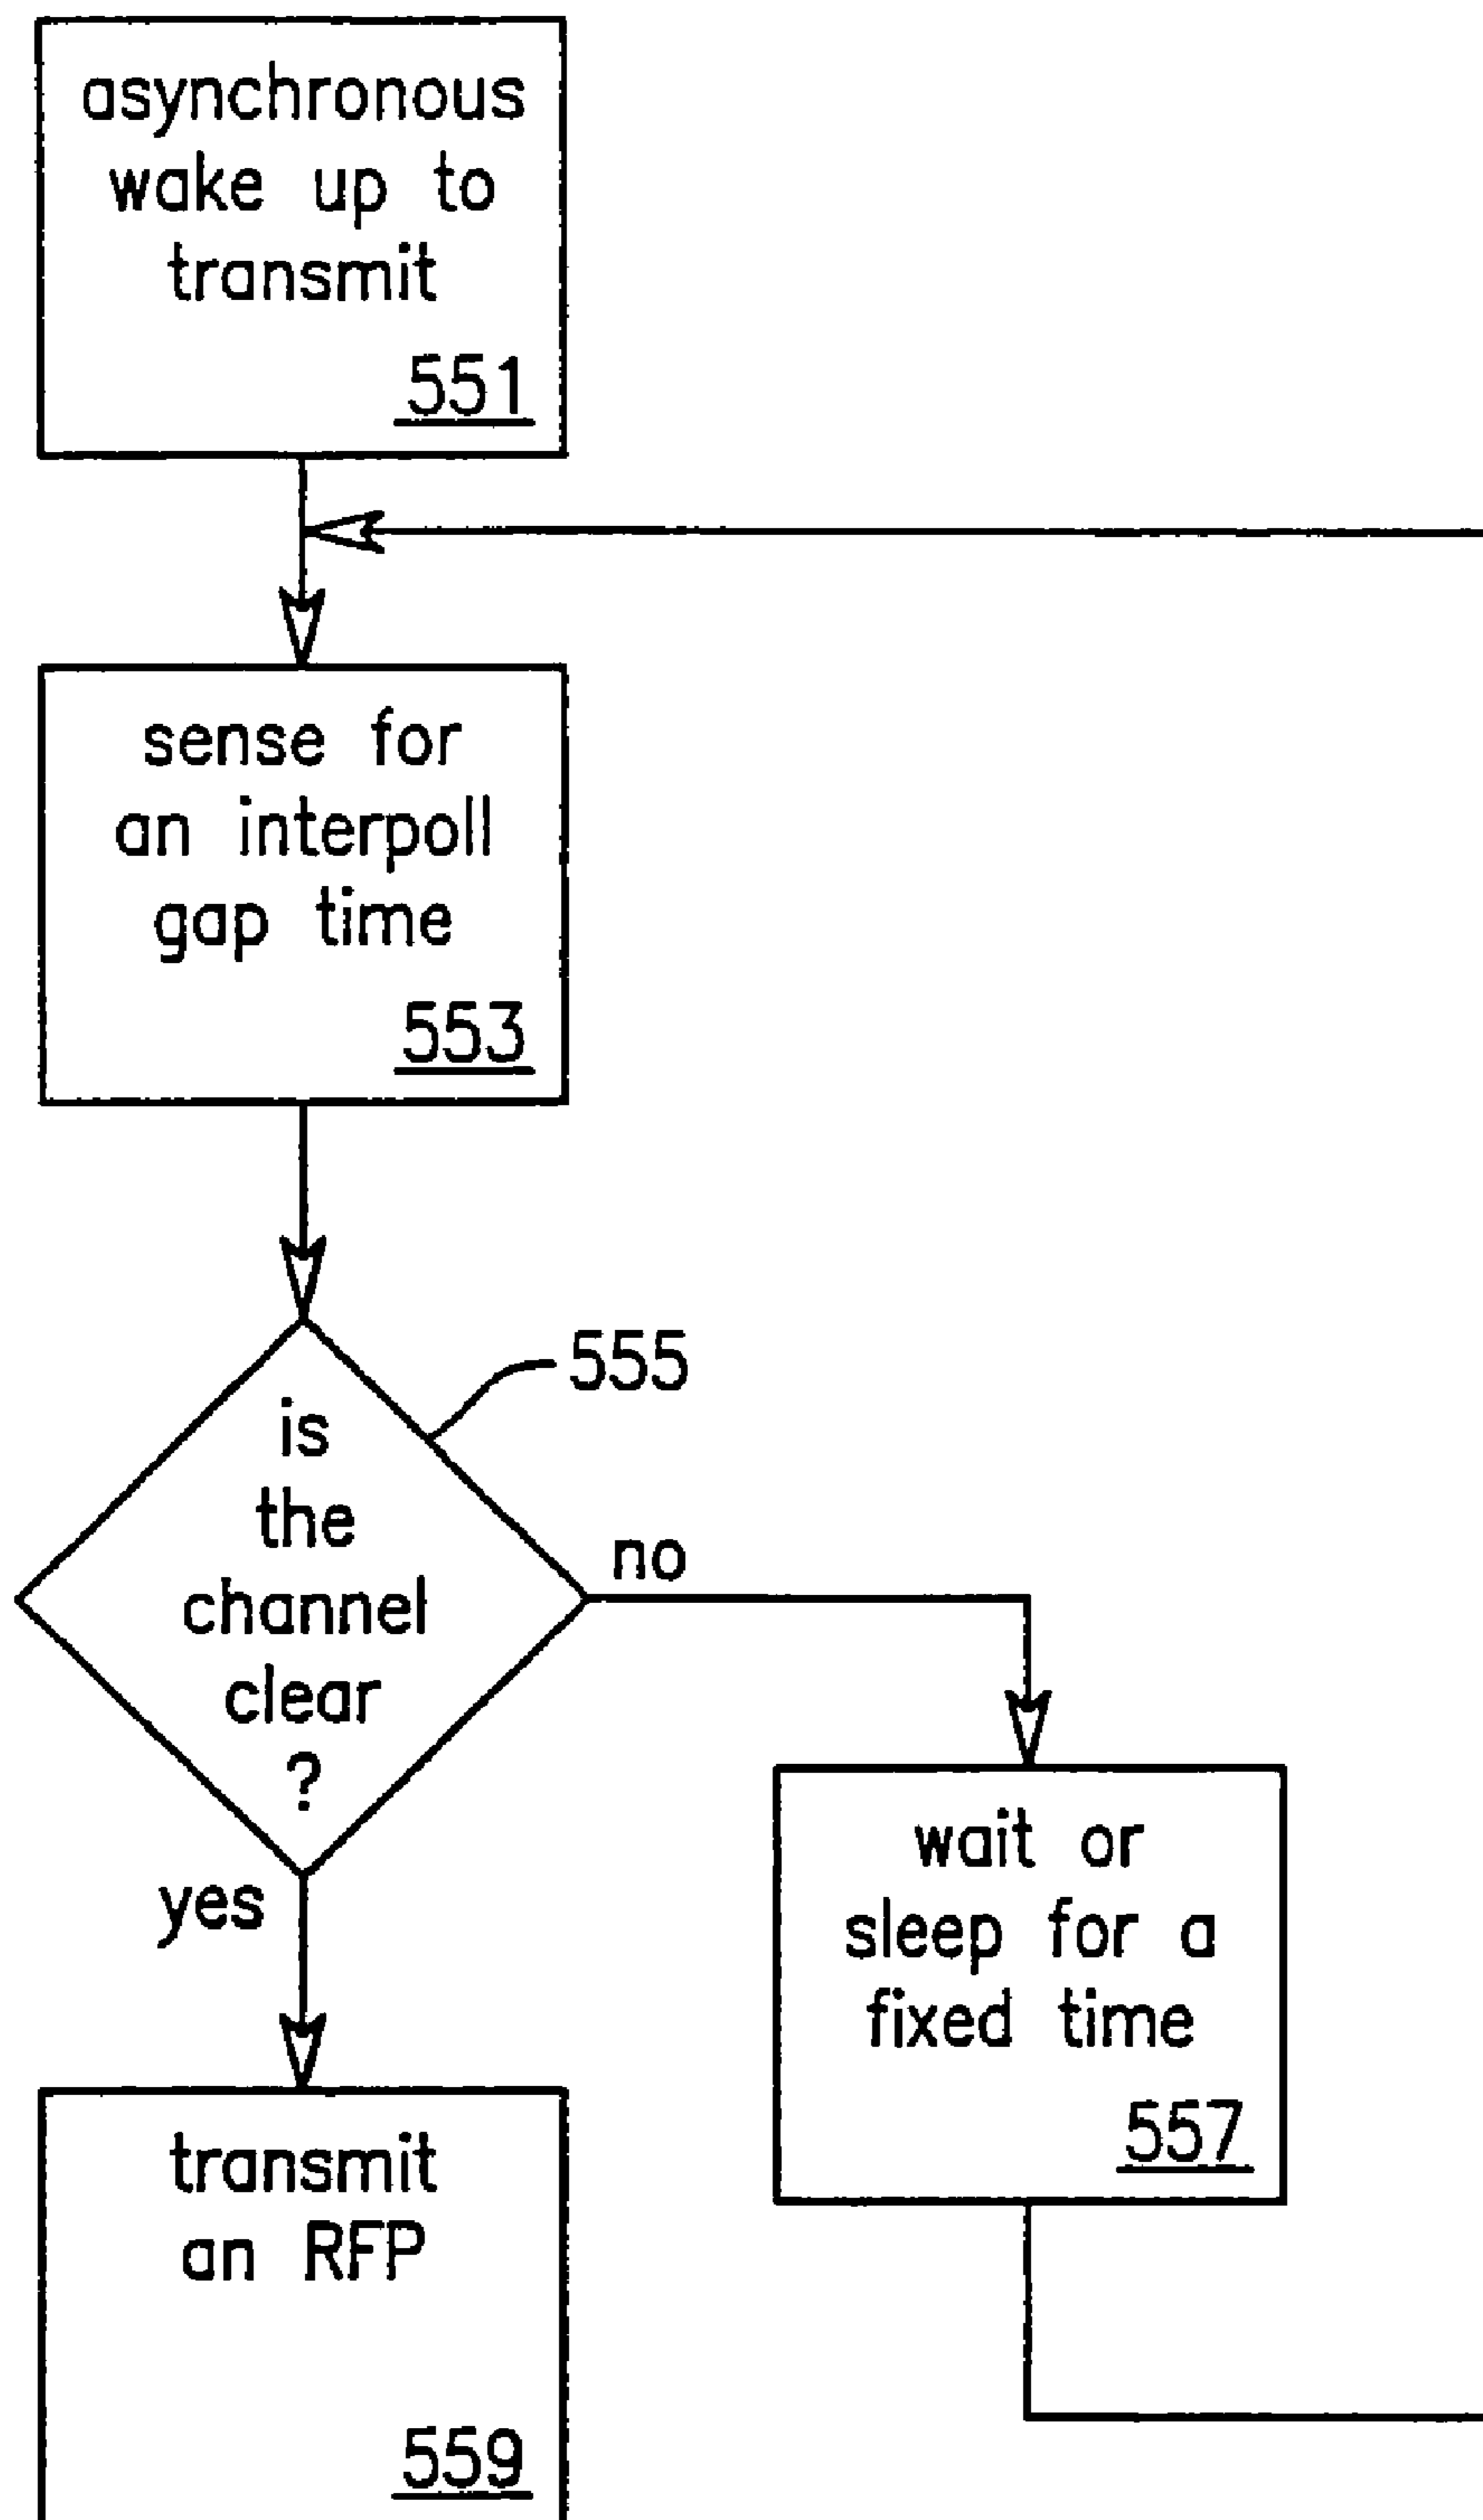 asynchronous
wake up to
transmit
551
sense for
an interpoll
gap time
553
555
is
the
channel
clear
?
no
yes
wait or
sleep for a
fixed time
557
transmit
an RFP
559